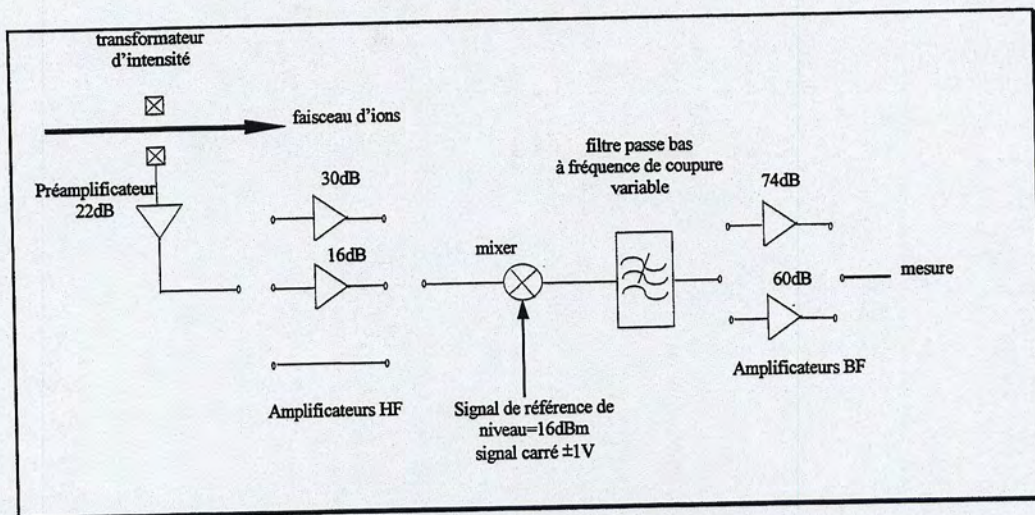 transformateur
d'intensité
faisceau d'ions
Préamplificateur
22dB
30dB
16dB
Amplificateurs HF
mixer
Signal de référence de
niveau=16dBm
signal carré ±1V
filtre passe bas
à fréquence de coupure
variable
74dB
60dB
Amplificateurs BF
mesure